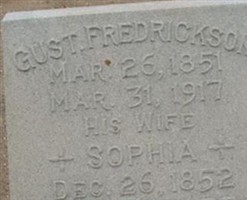 GUST. FREDRICKSON
MAR. 26, 1851
MAR. 31, 1917
HIS WIFE
+ SOPHIA +
DEC. 26, 1852